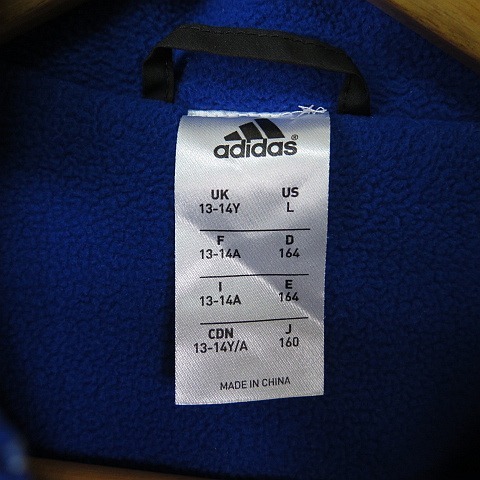 adidas®
UK US
13-14Y L
F D
13-14A 164
I E
13-14A 164
CDN J
13-14Y/A 160
MADE IN CHINA